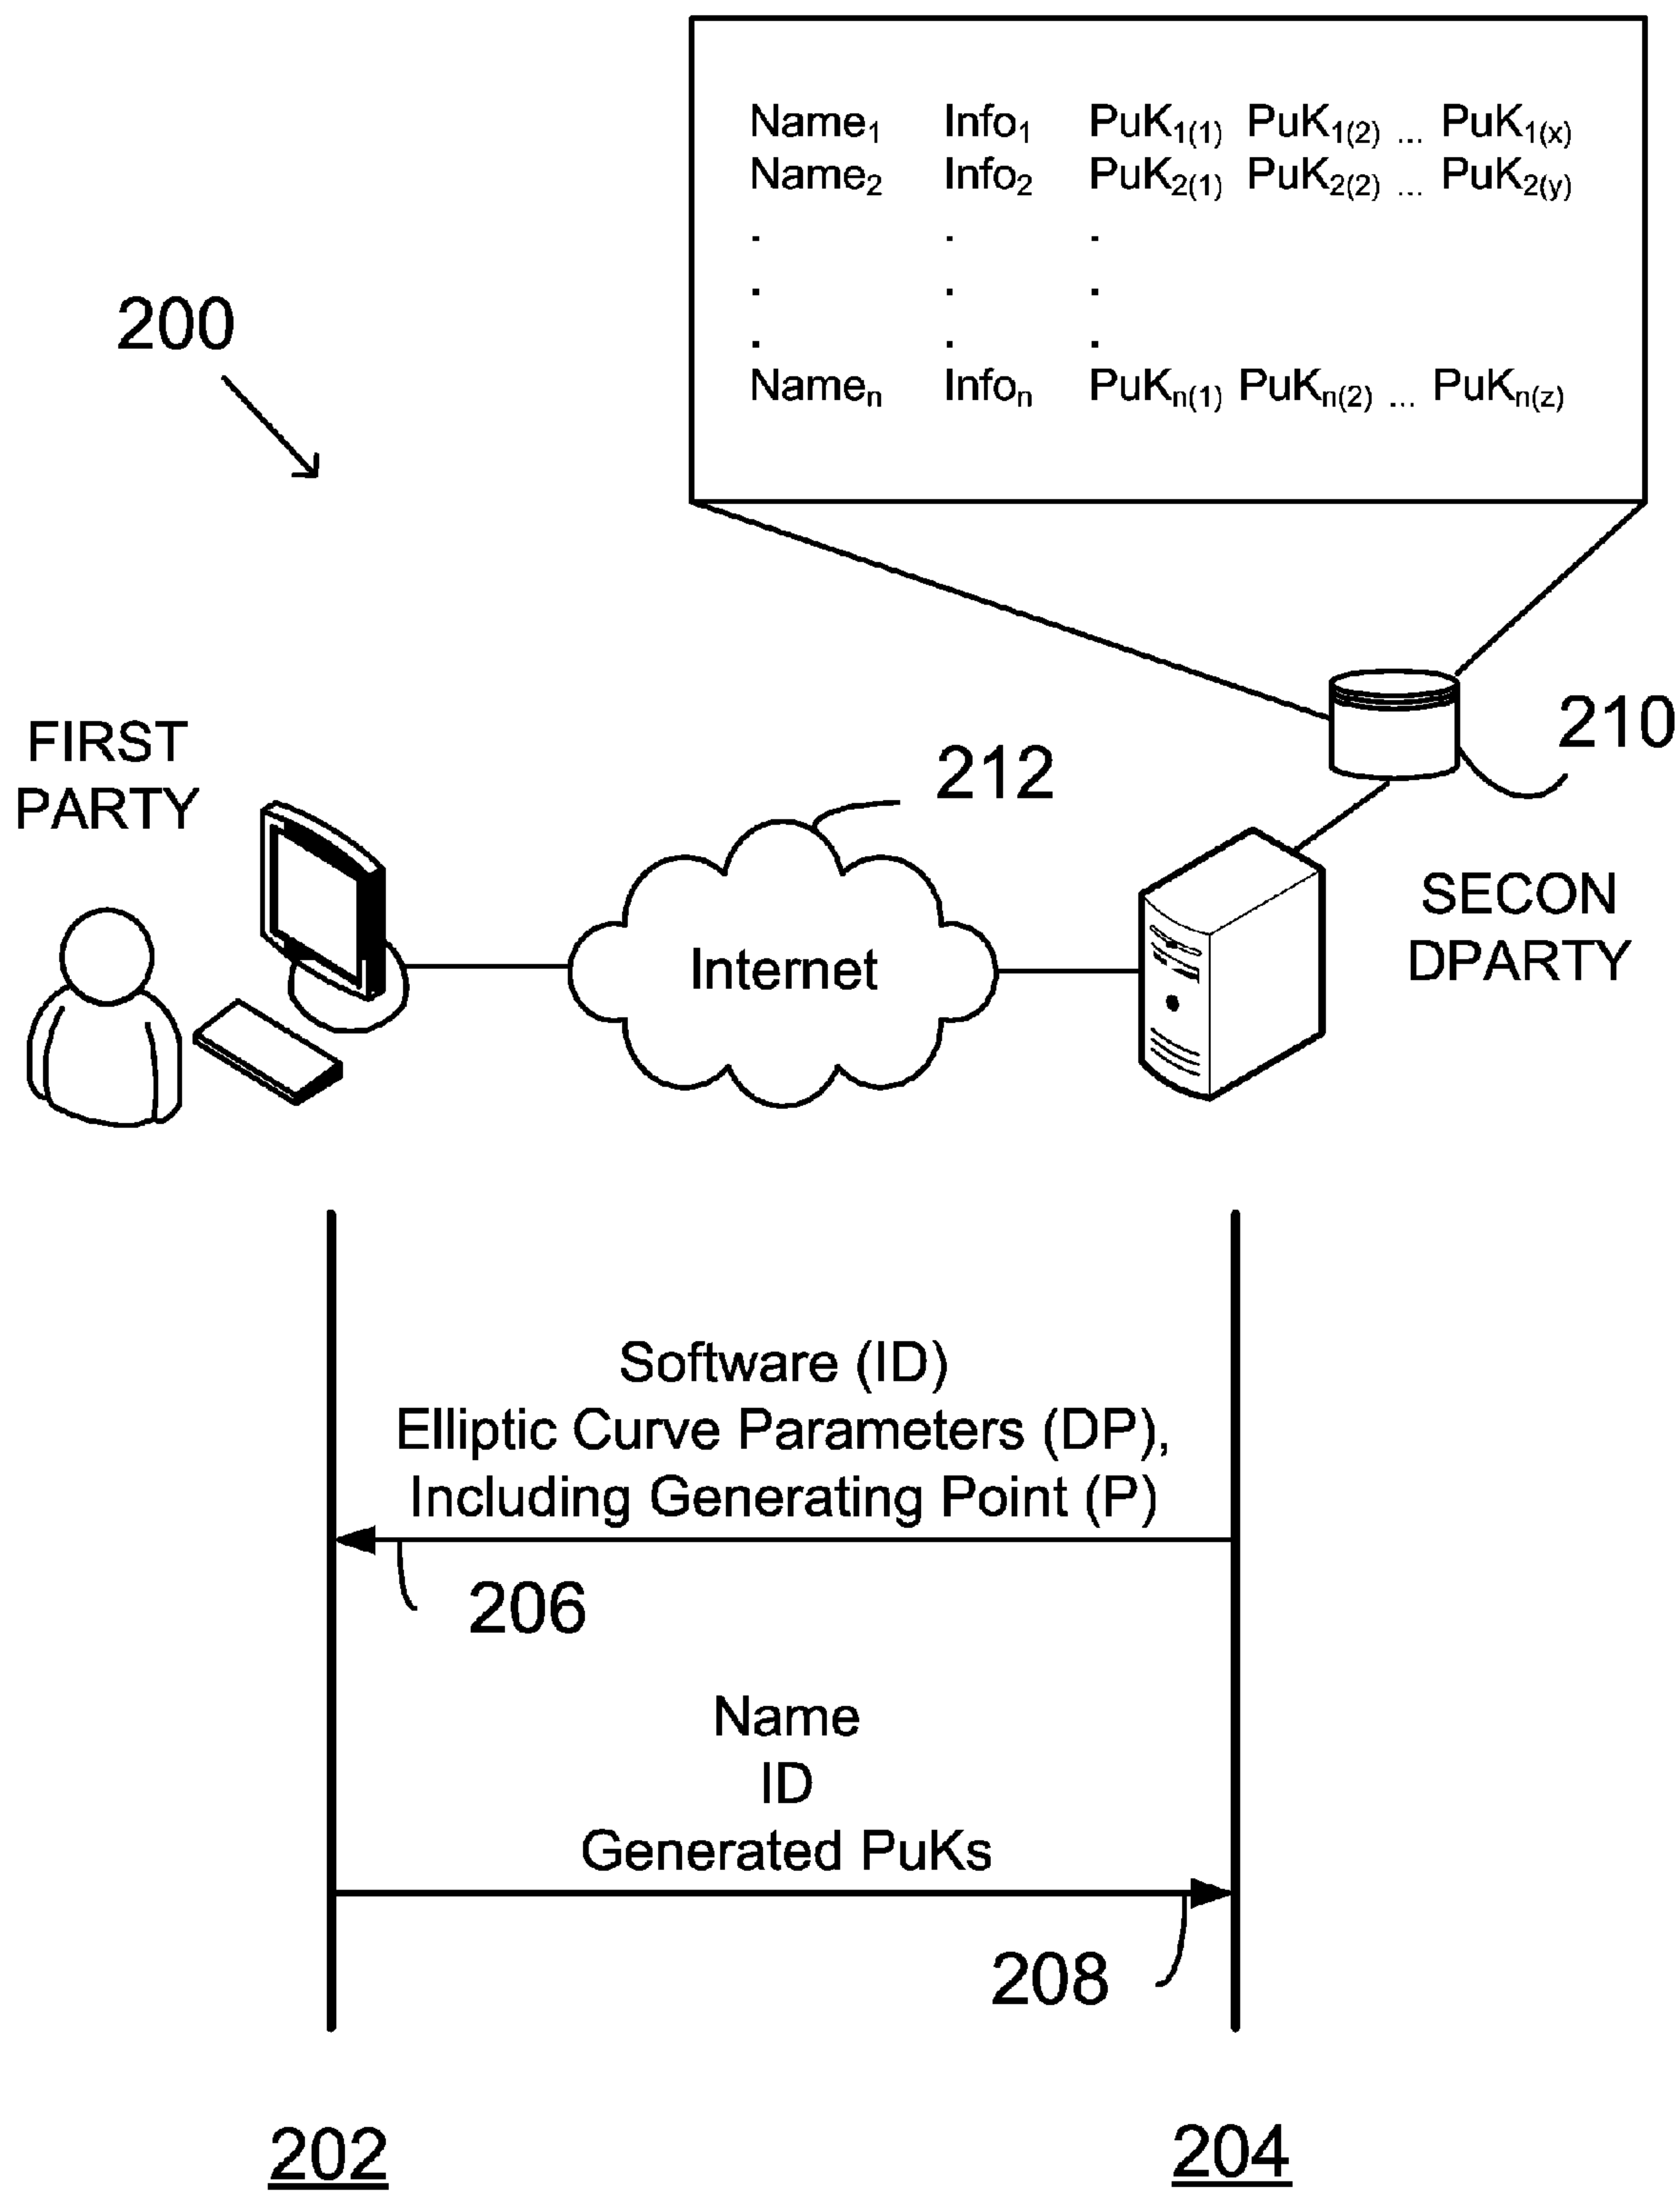 Name₁ Info₁ PuK₁₍₁₎ PuK₁₍₂₎ ... PuK₁₍ₓ₎
Name₂ Info₂ PuK₂₍₁₎ PuK₂₍₂₎ ... PuK₂₍y₎
. . .
. . .
. . .
Nameₙ Infoₙ PuKₙ₍₁₎ PuKₙ₍₂₎ ... PuKₙ₍z₎
200
210
FIRST
PARTY
212
SECON
DPARTY
Internet
Software (ID)
Elliptic Curve Parameters (DP),
Including Generating Point (P)
206
Name
ID
Generated PuKs
208
202
204